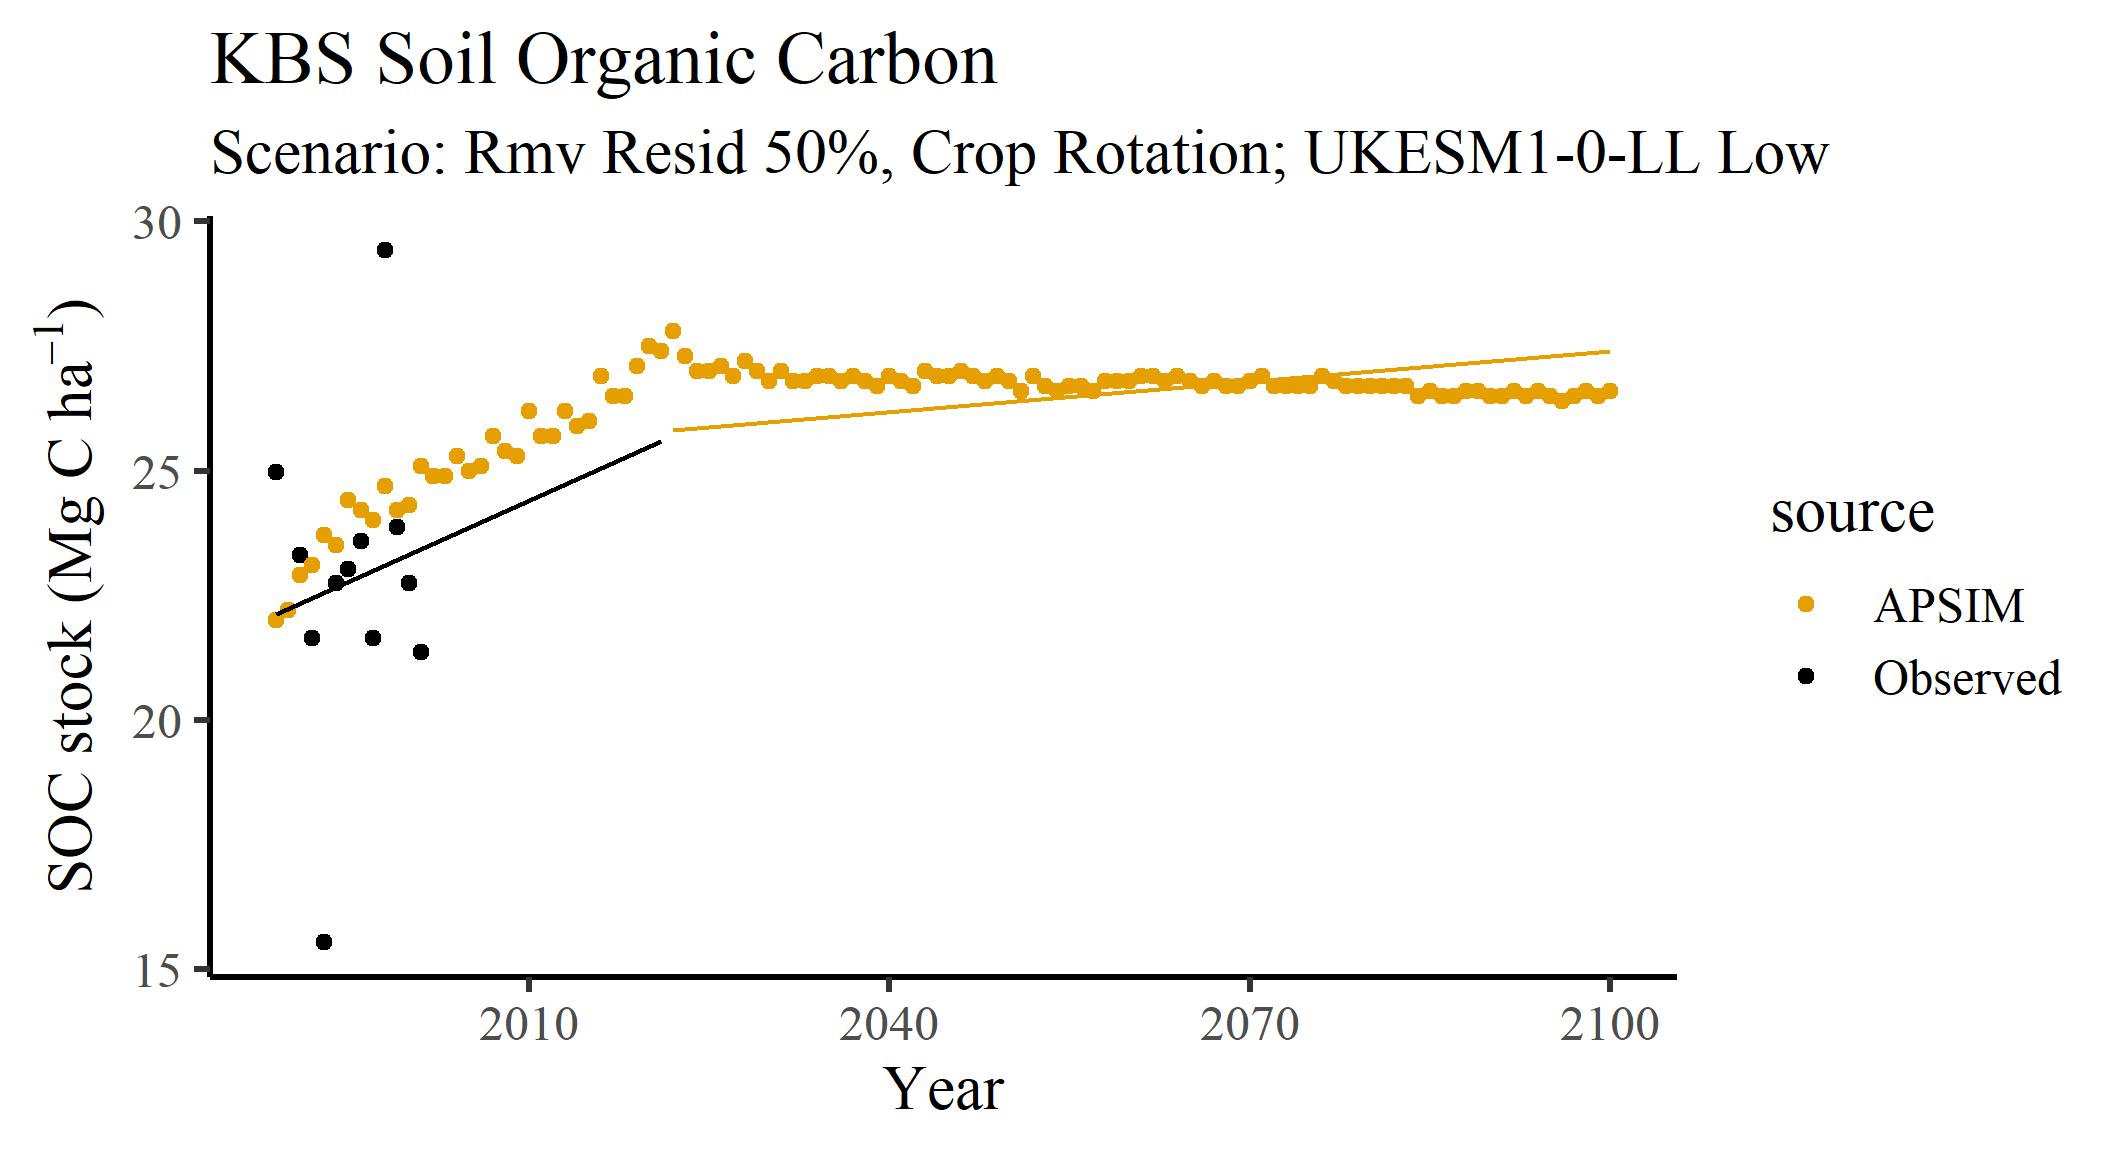 KBS Soil Organic Carbon
Scenario: Rmv Resid 50%, Crop Rotation; UKESM1-0-LL Low
SOC stock (Mg C ha⁻¹)
30
25
20
15
2010 2040 2070 2100
Year
source
APSIM
Observed